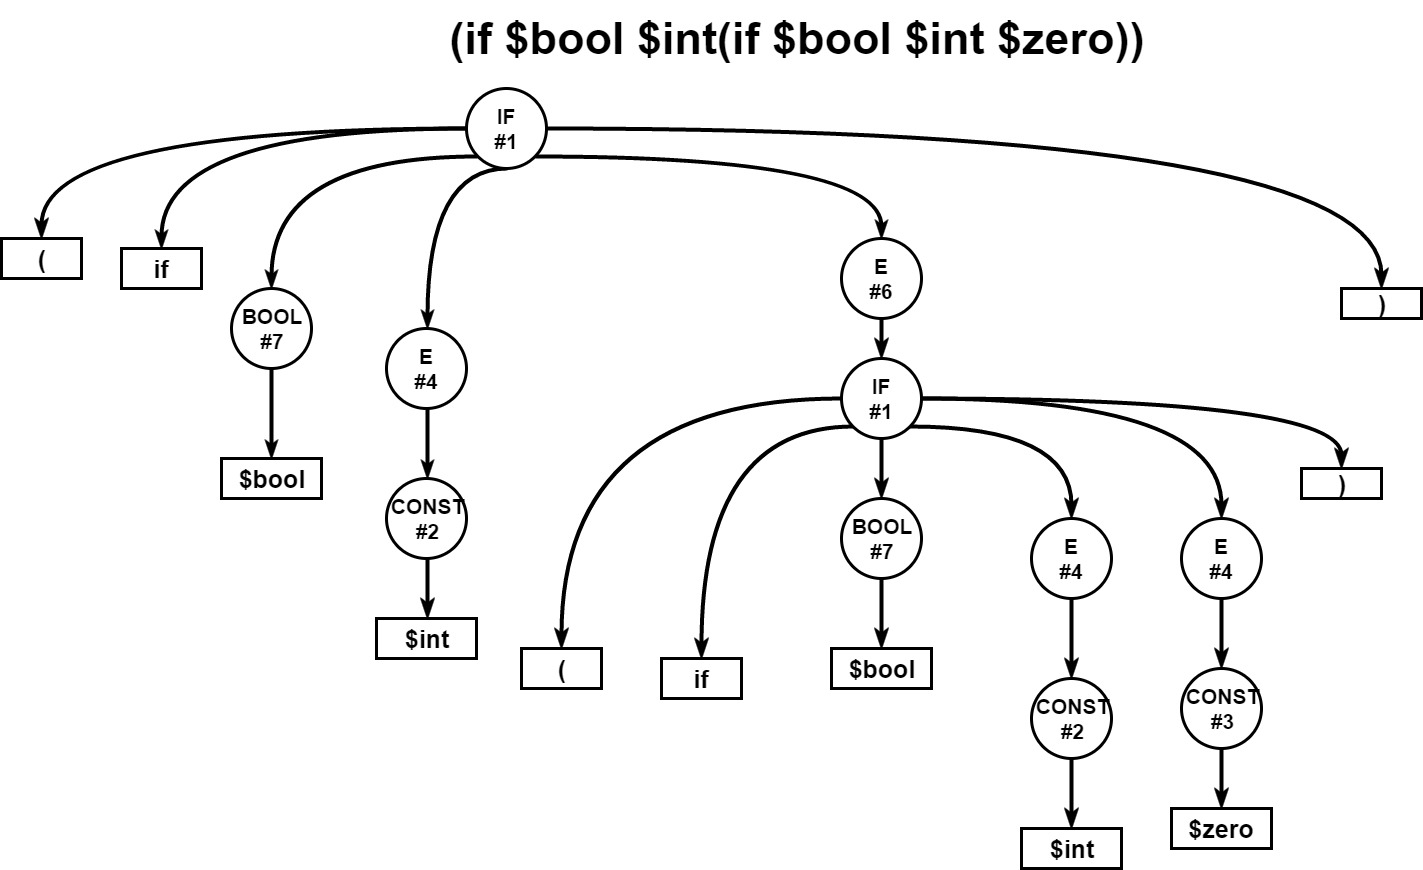 (if $bool $int(if $bool $int $zero))
IF
#1
(
if
BOOL
#7
$bool
E
#4
CONST
#2
$int
E
#6
)
IF
#1
(
if
BOOL
#7
$bool
E
#4
CONST
#2
$int
E
#4
CONST
#3
$zero
)